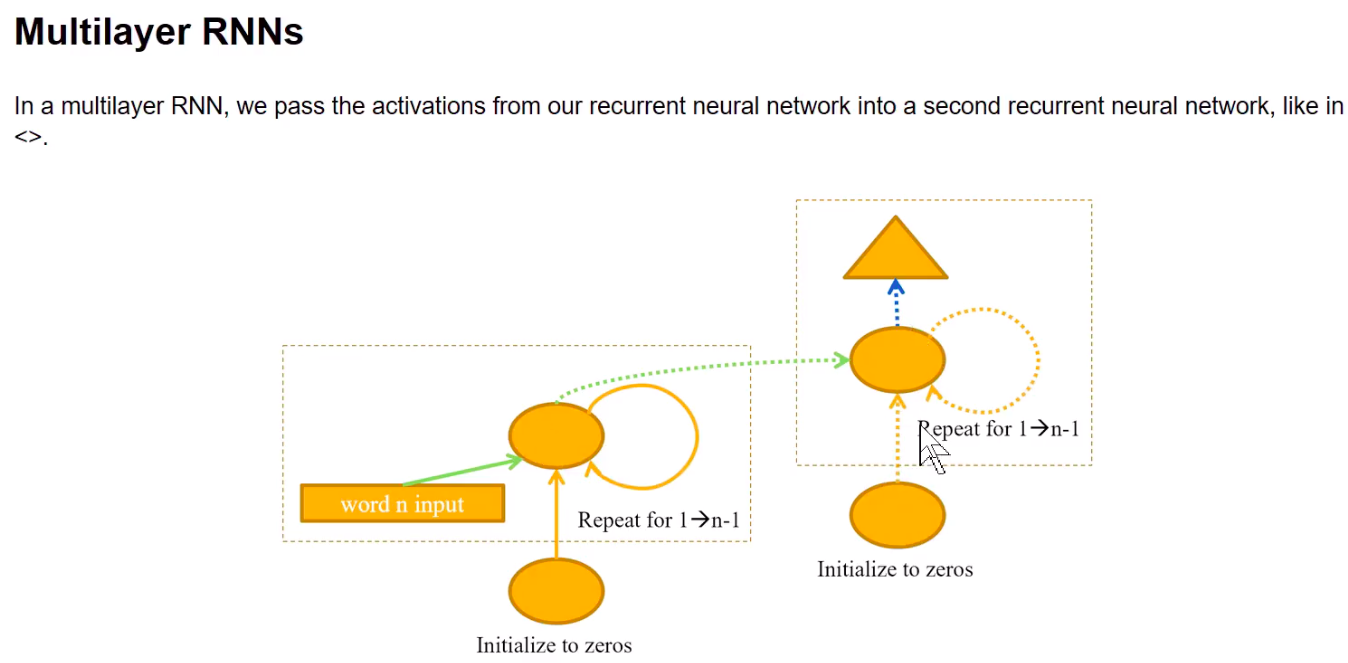 Multilayer RNNs
In a multilayer RNN, we pass the activations from our recurrent neural network into a second recurrent neural network, like in
<>.
Repeat for 1→n-1
word n input
Repeat for 1→n-1
Initialize to zeros
Initialize to zeros